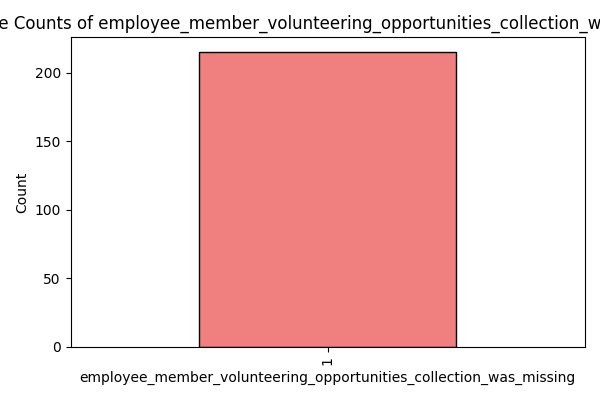 e Counts of employee_member_volunteering_opportunities_collection_w
200
150
100
50
0
Count
1
employee_member_volunteering_opportunities_collection_was_missing